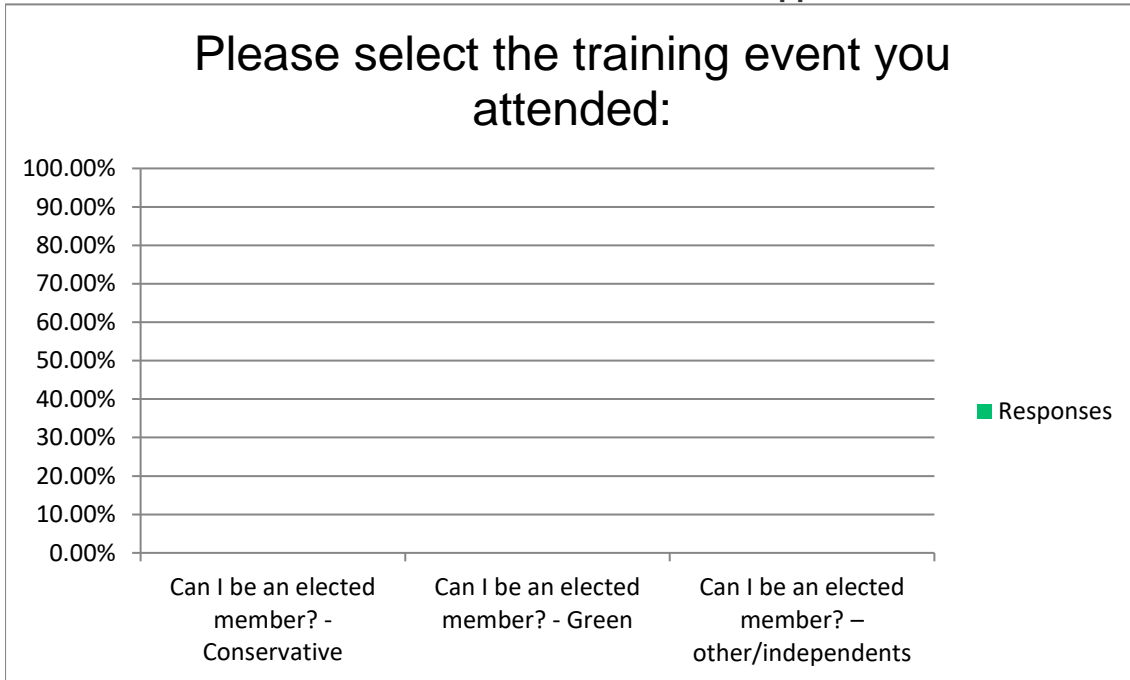 Please select the training event you
attended:
100.00%
90.00%
80.00%
70.00%
60.00%
50.00%
40.00%
30.00%
20.00%
10.00%
0.00%
Can I be an elected
member? -
Conservative
Can I be an elected
member? - Green
Can I be an elected
member? –
other/independents
Responses